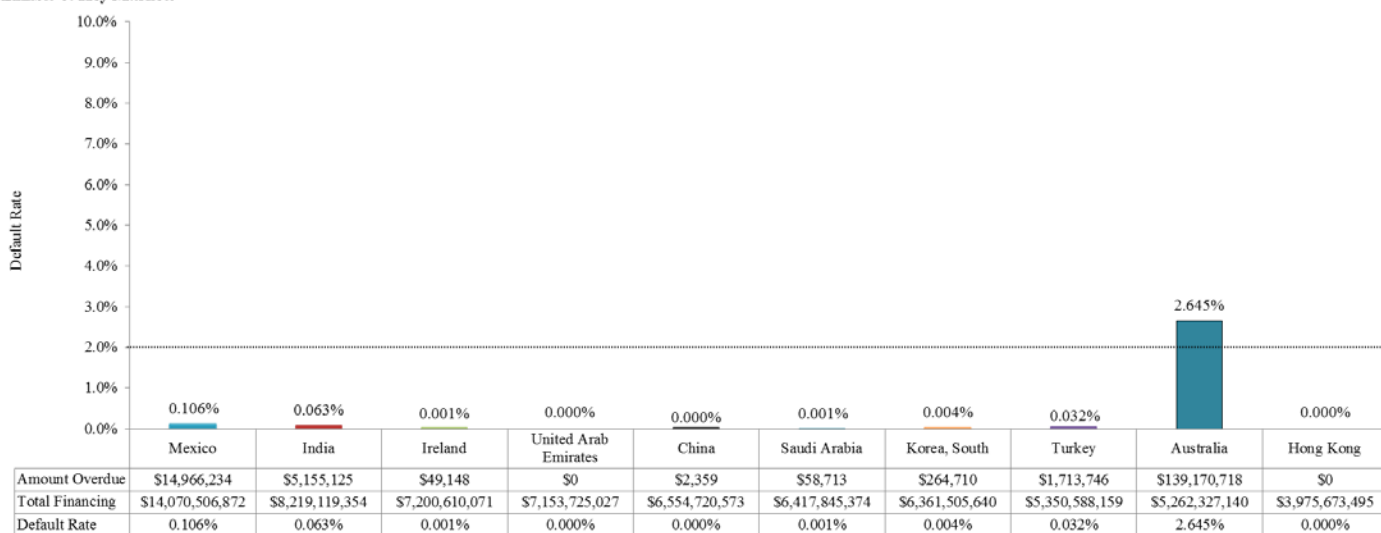 10.0%
9.0%
8.0%
7.0%
6.0%
5.0%
4.0%
3.0%
2.0%
1.0%
0.0%
Default Rate
0.106% 0.063% 0.001% 0.000% 0.000% 0.001% 0.004% 0.032% 2.645% 0.000%
Mexico India Ireland United Arab Emirates China Saudi Arabia Korea, South Turkey Australia Hong Kong
Amount Overdue $14,966,234 $5,155,125 $49,148 $0 $2,359 $58,713 $264,710 $1,713,746 $139,170,718 $0
Total Financing $14,070,506,872 $8,219,119,354 $7,200,610,071 $7,153,725,027 $6,554,720,573 $6,417,845,374 $6,361,505,640 $5,350,588,159 $5,262,327,140 $3,975,673,495
Default Rate 0.106% 0.063% 0.001% 0.000% 0.000% 0.001% 0.004% 0.032% 2.645% 0.000%